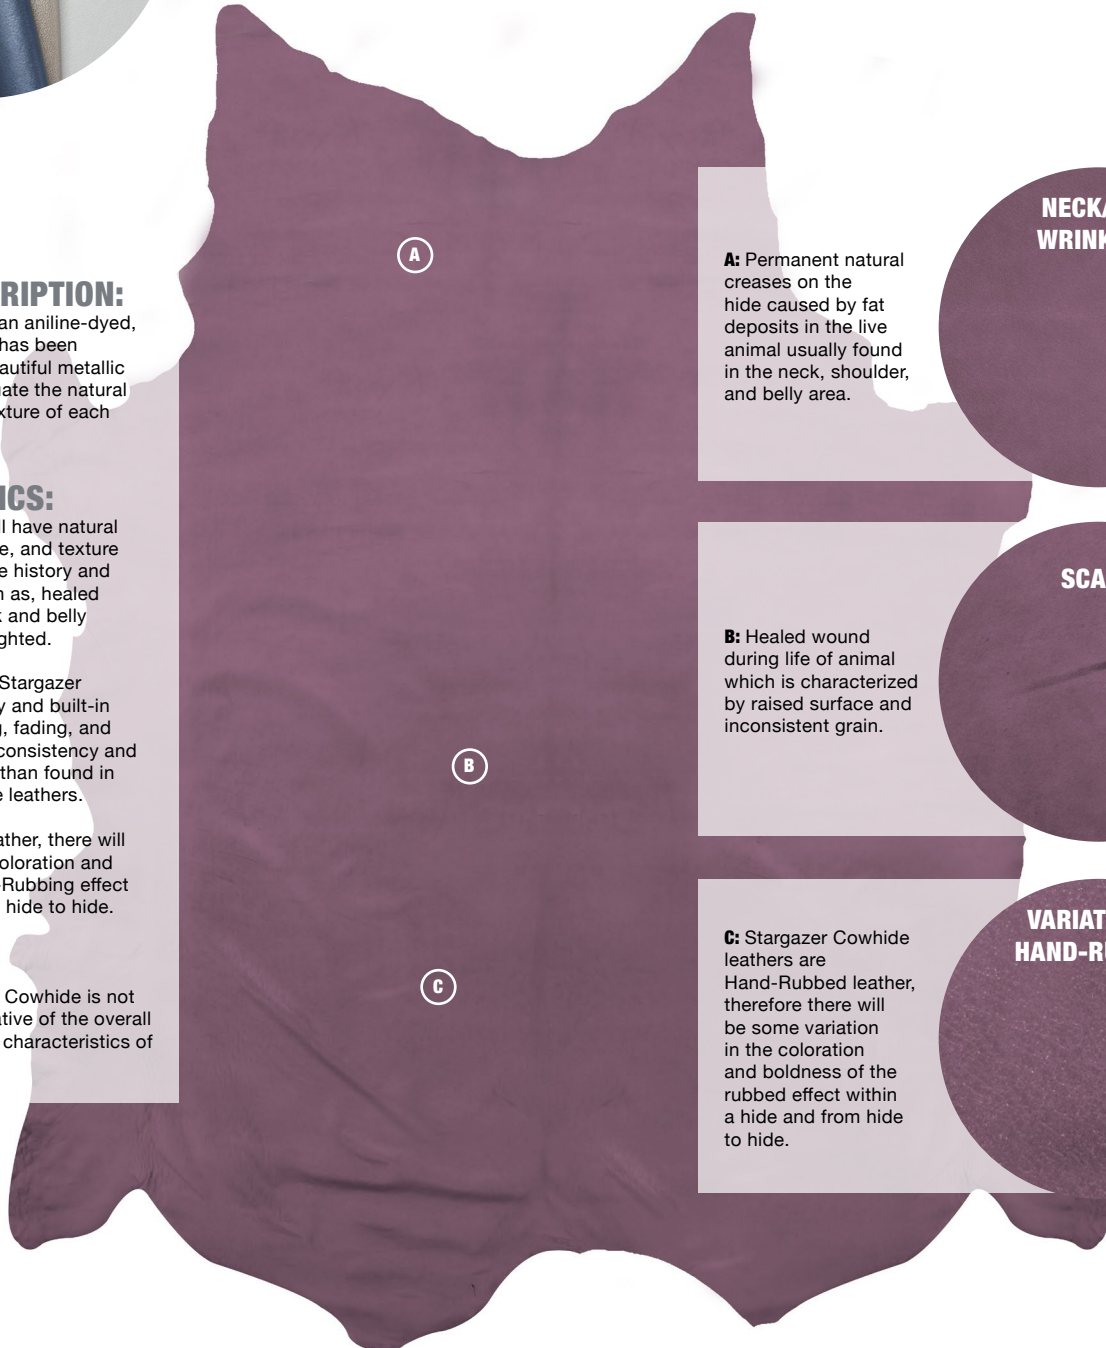 RIPTION:
an aniline-dyed,
has been
autiful metallic
ate the natural
xture of each
ICS:
ll have natural
e, and texture
e history and
h as, healed
k and belly
ghted.
Stargazer
y and built-in
g, fading, and
consistency and
than found in
e leathers.
ather, there will
oloration and
Rubbing effect
hide to hide.
Cowhide is not
ative of the overall
characteristics of
A
B
C
A: Permanent natural
creases on the
hide caused by fat
deposits in the live
animal usually found
in the neck, shoulder,
and belly area.
NECK/
WRINK
B: Healed wound
during life of animal
which is characterized
by raised surface and
inconsistent grain.
SCA
C: Stargazer Cowhide
leathers are
Hand-Rubbed leather,
therefore there will
be some variation
in the coloration
and boldness of the
rubbed effect within
a hide and from hide
to hide.
VARIAT
HAND-RU